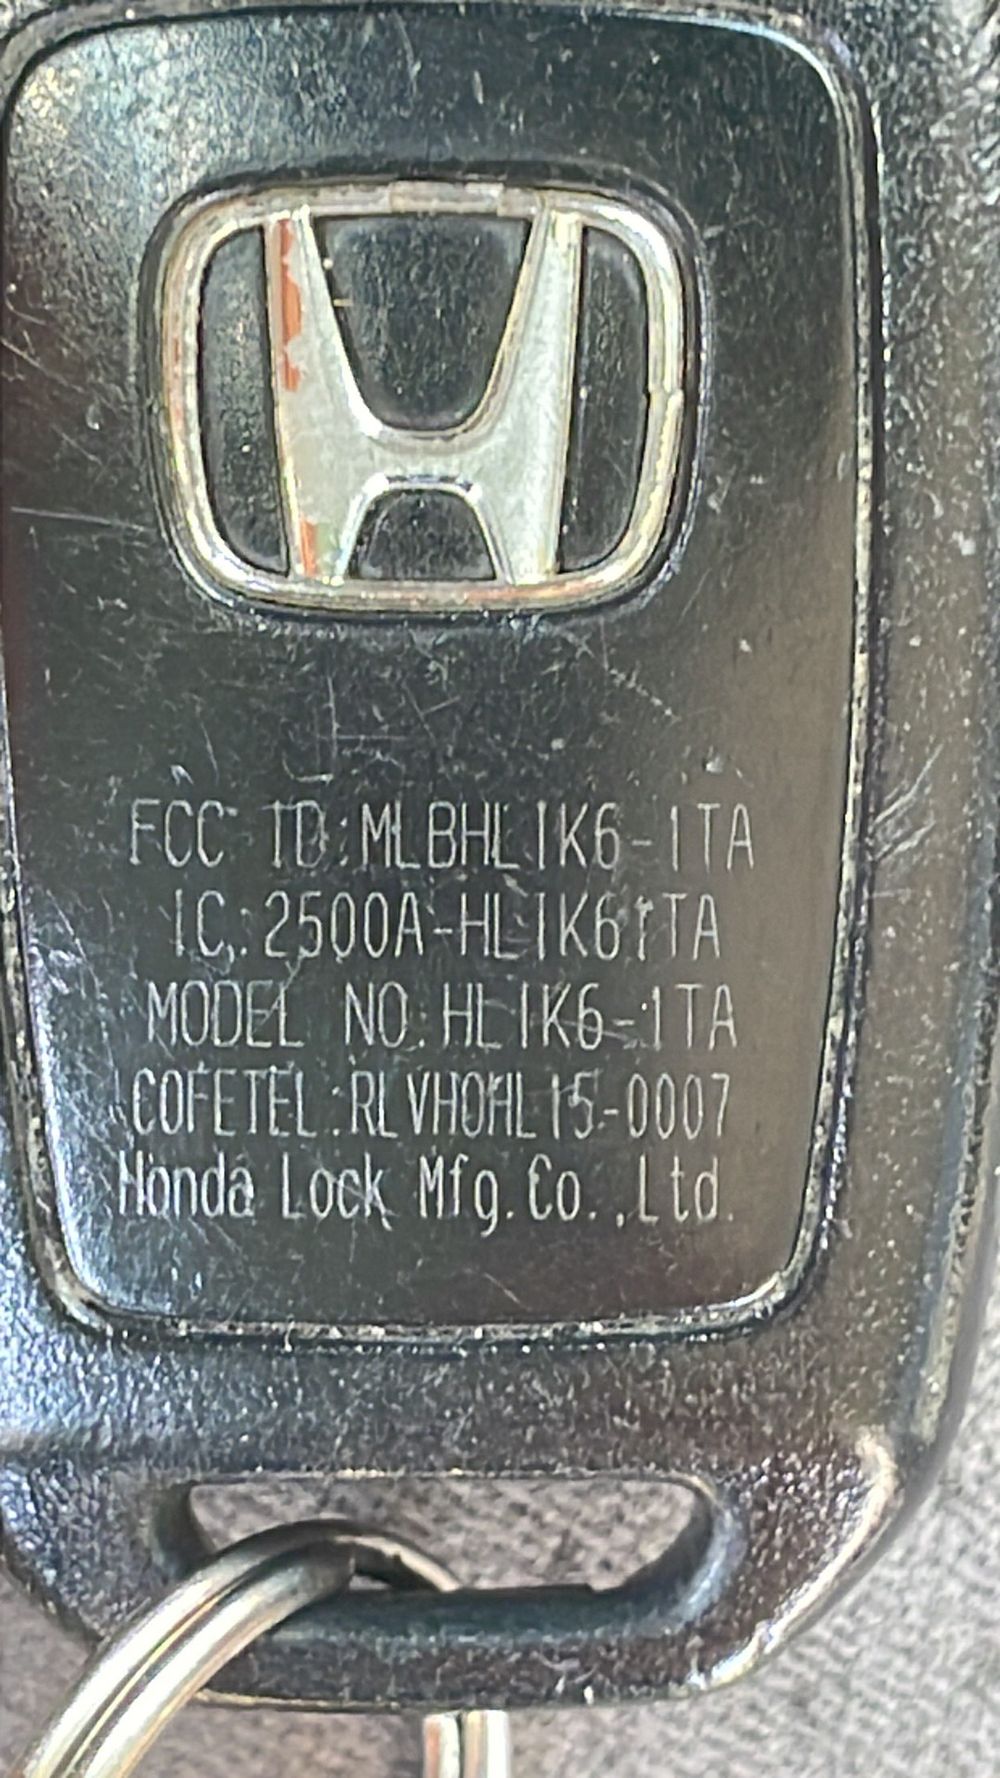 FCC ID:MLBHLIK6-1TA
IC:2500A-HLIK61TA
MODEL NO:HLIK6-1TA
COFETEL:RLVHOHL15-0007
Honda Lock Mfg.Co.,Ltd.